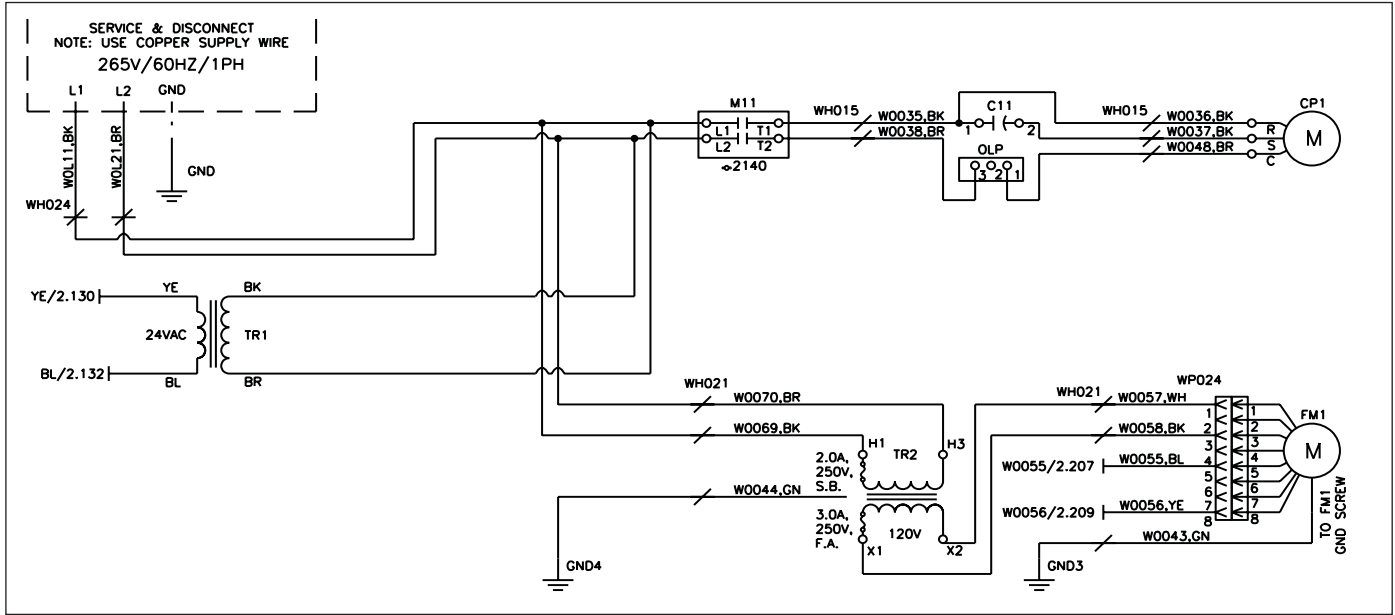 SERVICE & DISCONNECT
NOTE: USE COPPER SUPPLY WIRE
265V/60HZ/1PH
L1 L2 GND
W0L11,BK
W0L21,BR
GND
WH024
M11
L1 T1
L2 T2
2140
WH015
W0035,BK
W0038,BR
C11
1 2
OLP
3 2 1
WH015
W0036,BK
W0037,BK
W0048,BR
CP1
R
S
C
M
YE/2.130
YE
BK
24VAC
TR1
BL/2.132
BL
BR
WH021
W0070,BR
W0069,BK
W0044,GN
GND4
H1 TR2 H3
2.0A,
250V,
S.B.
3.0A,
250V,
F.A.
120V
X1 X2
WH021
W0057,WH
W0058,BK
W0055/2.207
W0055,BL
W0056/2.209
W0056,YE
W0043,GN
GND3
WP024
1 1
2 2
3 3
4 4
5 5
6 6
7 7
8 8
FM1
M
TO FM1
GND SCREW